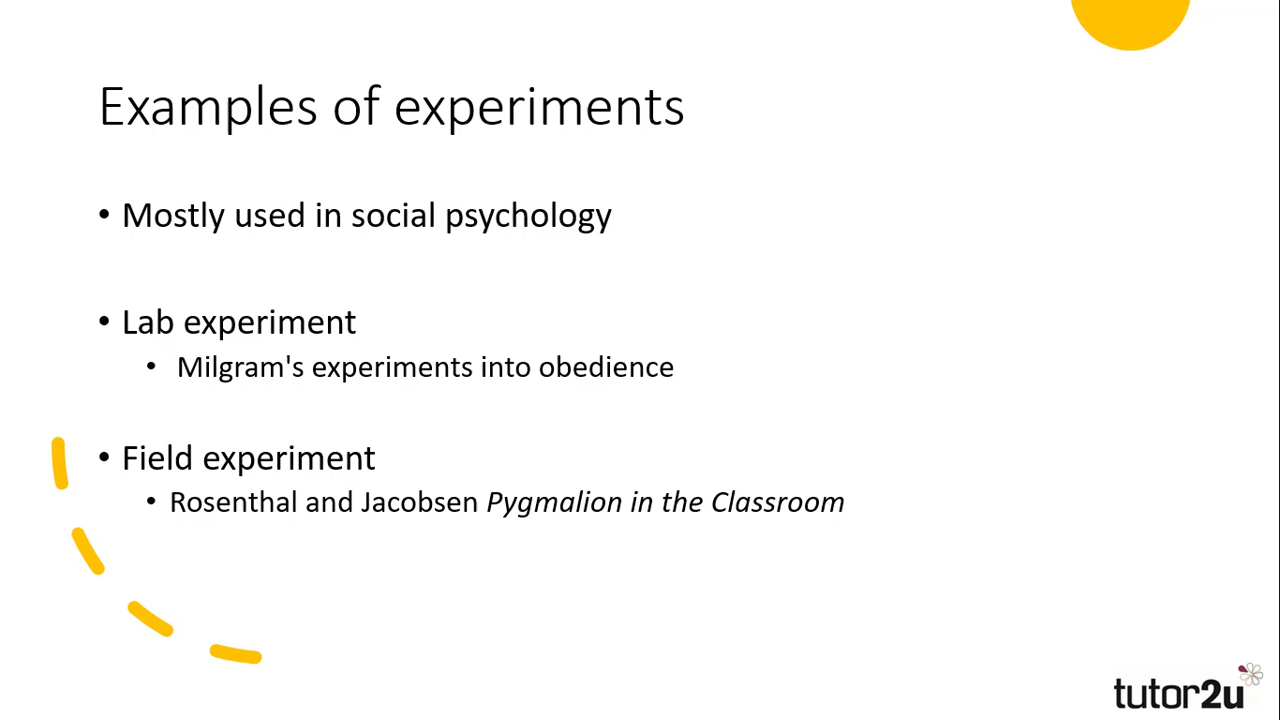 Examples of experiments
• Mostly used in social psychology
• Lab experiment
• Milgram's experiments into obedience
• Field experiment
• Rosenthal and Jacobsen Pygmalion in the Classroom
tutor2u